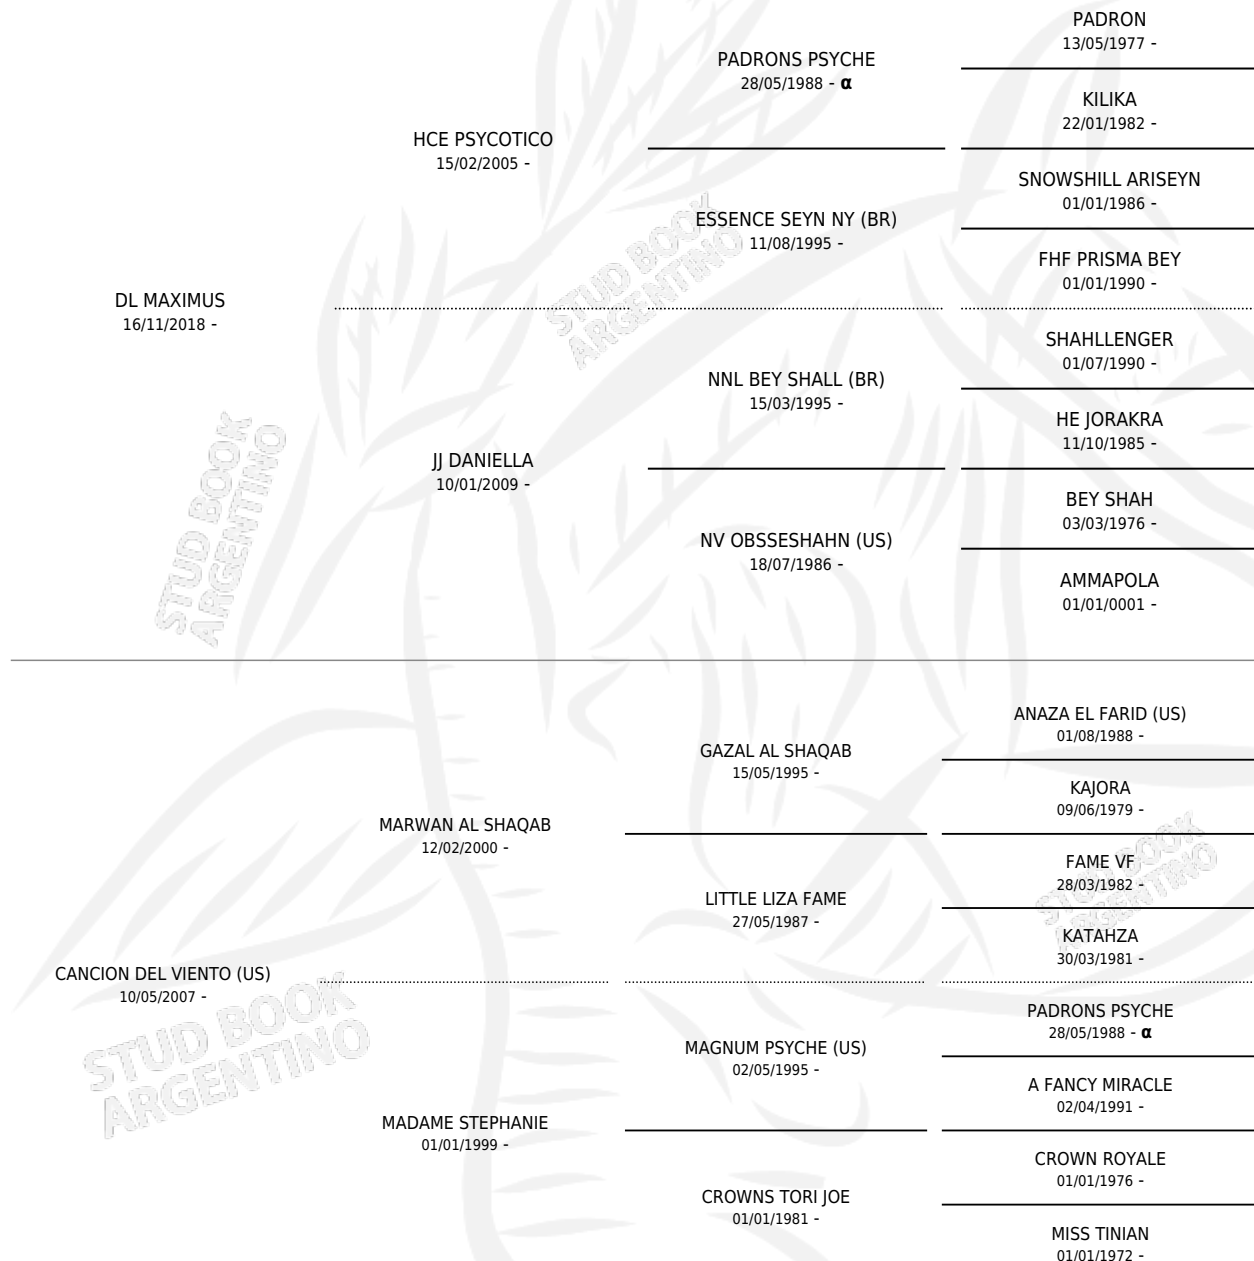 PADRON
13/05/1977 -
PADRONS PSYCHE
28/05/1988 - α
KILIKA
22/01/1982 -
HCE PSYCOTICO
15/02/2005 -
SNOWSHILL ARISEYN
01/01/1986 -
ESSENCE SEYN NY (BR)
11/08/1995 -
FHF PRISMA BEY
01/01/1990 -
DL MAXIMUS
16/11/2018 -
SHAHLLENGER
01/07/1990 -
NNL BEY SHALL (BR)
15/03/1995 -
HE JORAKRA
11/10/1985 -
JJ DANIELLA
10/01/2009 -
BEY SHAH
03/03/1976 -
NV OBSSESHAHN (US)
18/07/1986 -
AMMAPOLA
01/01/0001 -
STUD BOOK
ARGENTINO
STUD BOOK
ARGENTINO
ANAZA EL FARID (US)
01/08/1988 -
GAZAL AL SHAQAB
15/05/1995 -
KAJORA
09/06/1979 -
MARWAN AL SHAQAB
12/02/2000 -
FAME VF
28/03/1982 -
LITTLE LIZA FAME
27/05/1987 -
KATAHZA
30/03/1981 -
CANCION DEL VIENTO (US)
10/05/2007 -
PADRONS PSYCHE
28/05/1988 - α
MAGNUM PSYCHE (US)
02/05/1995 -
A FANCY MIRACLE
02/04/1991 -
MADAME STEPHANIE
01/01/1999 -
CROWN ROYALE
01/01/1976 -
CROWNS TORI JOE
01/01/1981 -
MISS TINIAN
01/01/1972 -
STUD BOOK
ARGENTINO
STUD BOOK
ARGENTINO